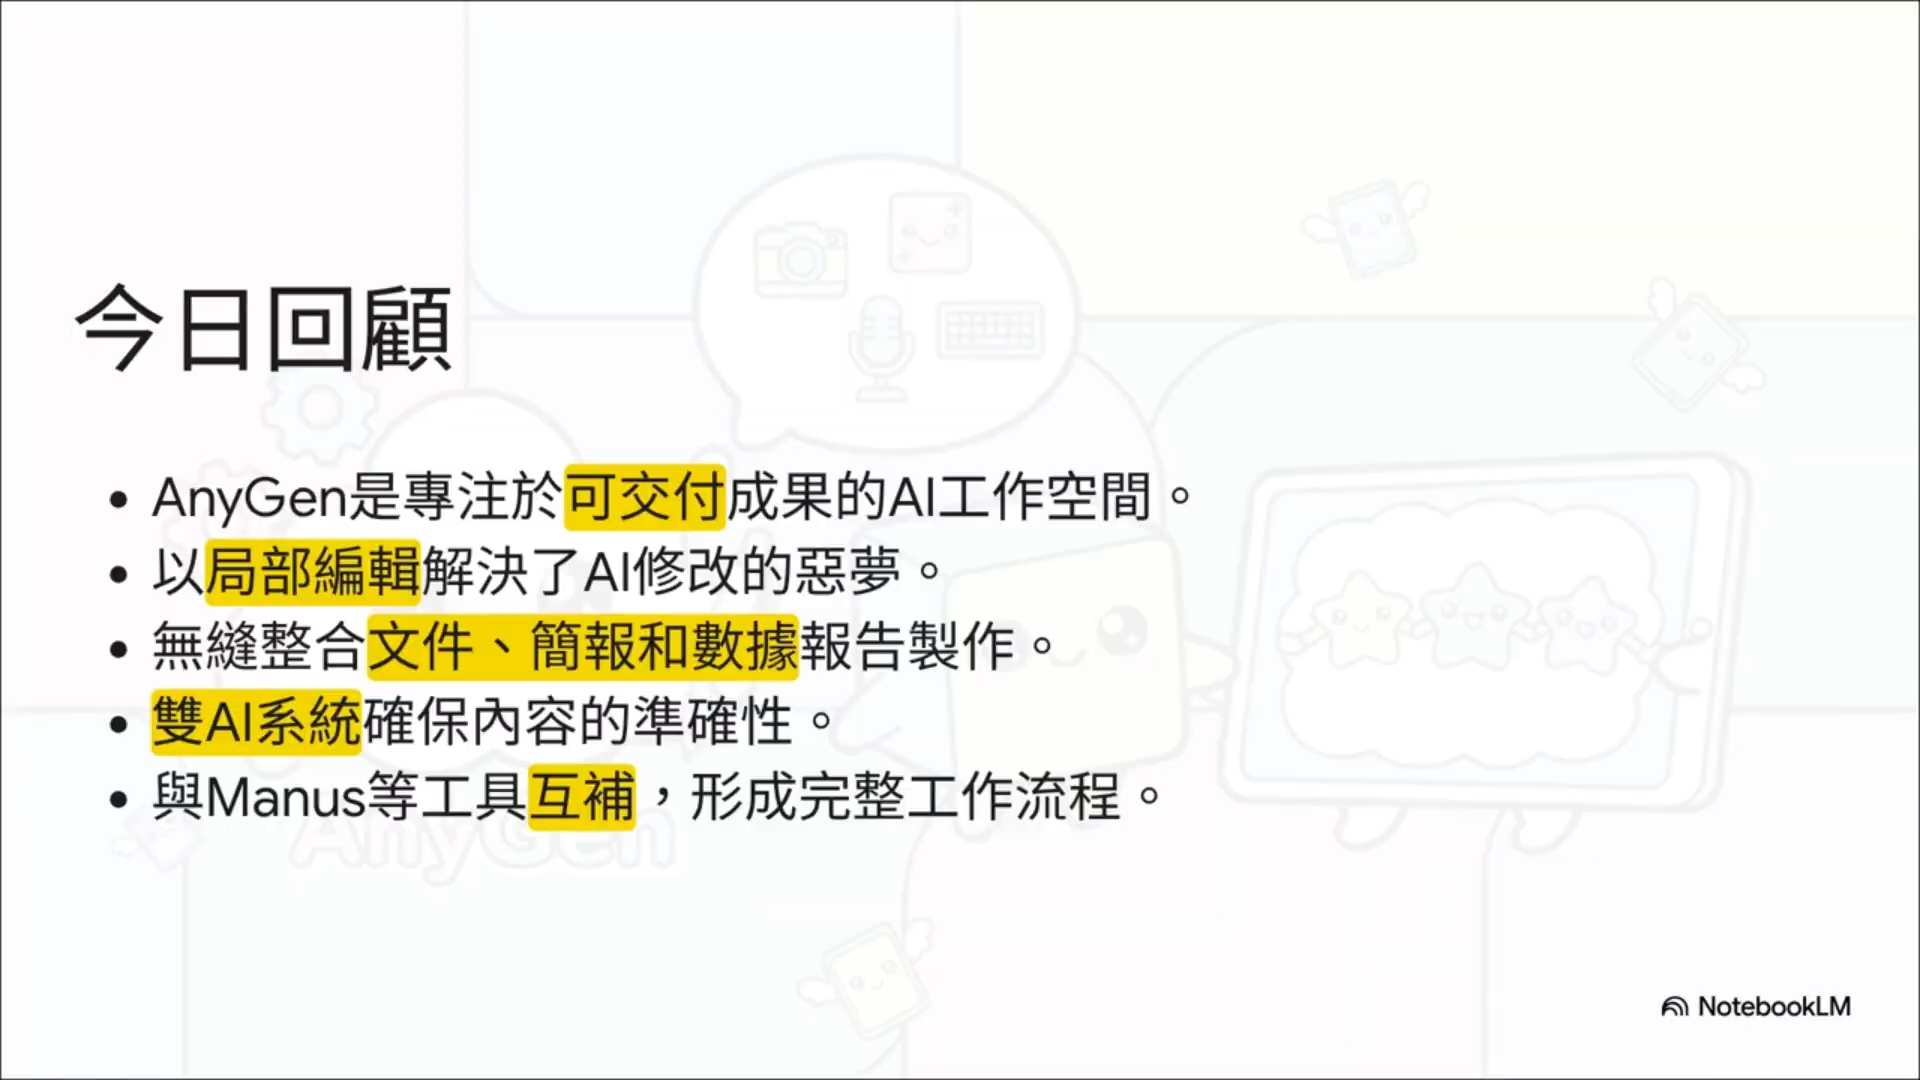 今日回顧
• AnyGen是專注於可交付成果的AI工作空間。
• 以局部編輯解決了AI修改的惡夢。
• 無縫整合文件、簡報和數據報告製作。
• 雙AI系統確保內容的準確性。
• 與Manus等工具互補，形成完整工作流程。
AnyGen
NotebookLM